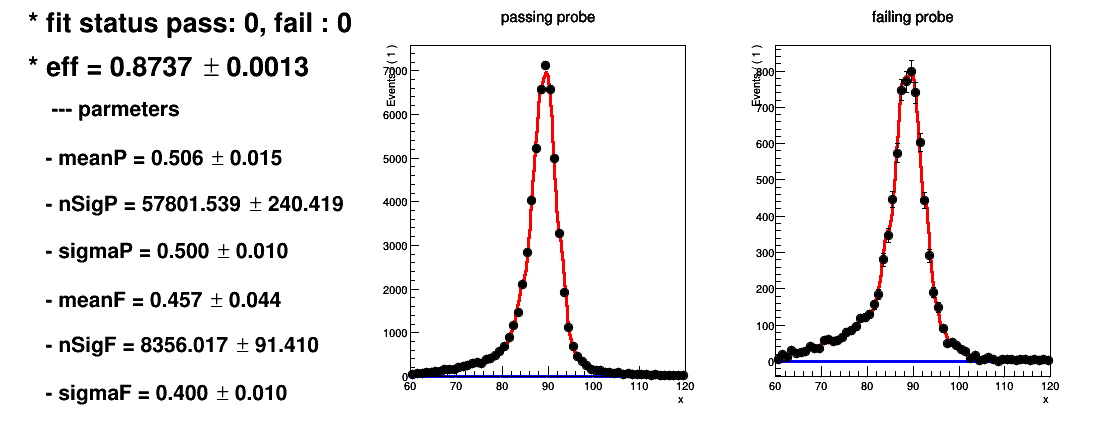 * fit status pass: 0, fail : 0
* eff = 0.8737 ± 0.0013
--- parmeters
- meanP = 0.506 ± 0.015
- nSigP = 57801.539 ± 240.419
- sigmaP = 0.500 ± 0.010
- meanF = 0.457 ± 0.044
- nSigF = 8356.017 ± 91.410
- sigmaF = 0.400 ± 0.010
passing probe
Events / ( 1 )
7000
6000
5000
4000
3000
2000
1000
0
60 70 80 90 100 110 120
x
failing probe
Events / ( 1 )
800
700
600
500
400
300
200
100
0
60 70 80 90 100 110 120
x